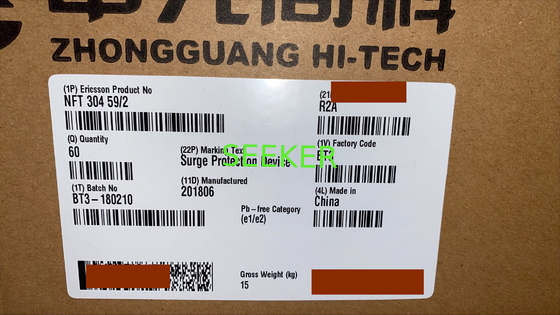 ZHONGGUANG HI-TECH
(1P) Ericsson Product No
NFT 304 59/2
(21
R2A
(Q) Quantity
60
(22P) Marking Text
Surge Protection Device
(1V) Factory Code
SEEKER
(1T) Batch No
BT3-180210
(11D) Manufactured
201806
Pb-free Category
(e1/e2)
(4L) Made in
China
Gross Weight (kg)
15